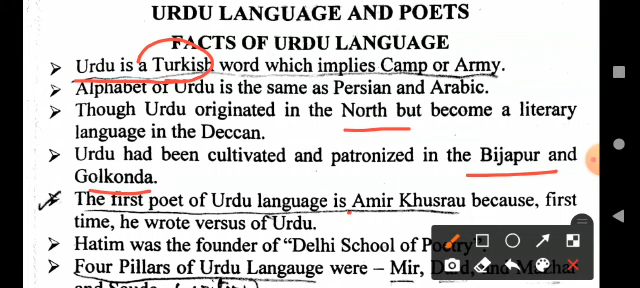 URDU LANGUAGE AND POETS
FACTS OF URDU LANGUAGE
➤ Urdu is a Turkish word which implies Camp or Army.
➤ Alphabet of Urdu is the same as Persian and Arabic.
➤ Though Urdu originated in the North but become a literary
language in the Deccan.
➤ Urdu had been cultivated and patronized in the Bijapur and
Golkonda.
➤ The first poet of Urdu language is Amir Khusrau because, first
time, he wrote versus of Urdu.
➤ Hatim was the founder of “Delhi School of Poetry”.
➤ Four Pillars of Urdu Langauge were – Mir, and
and